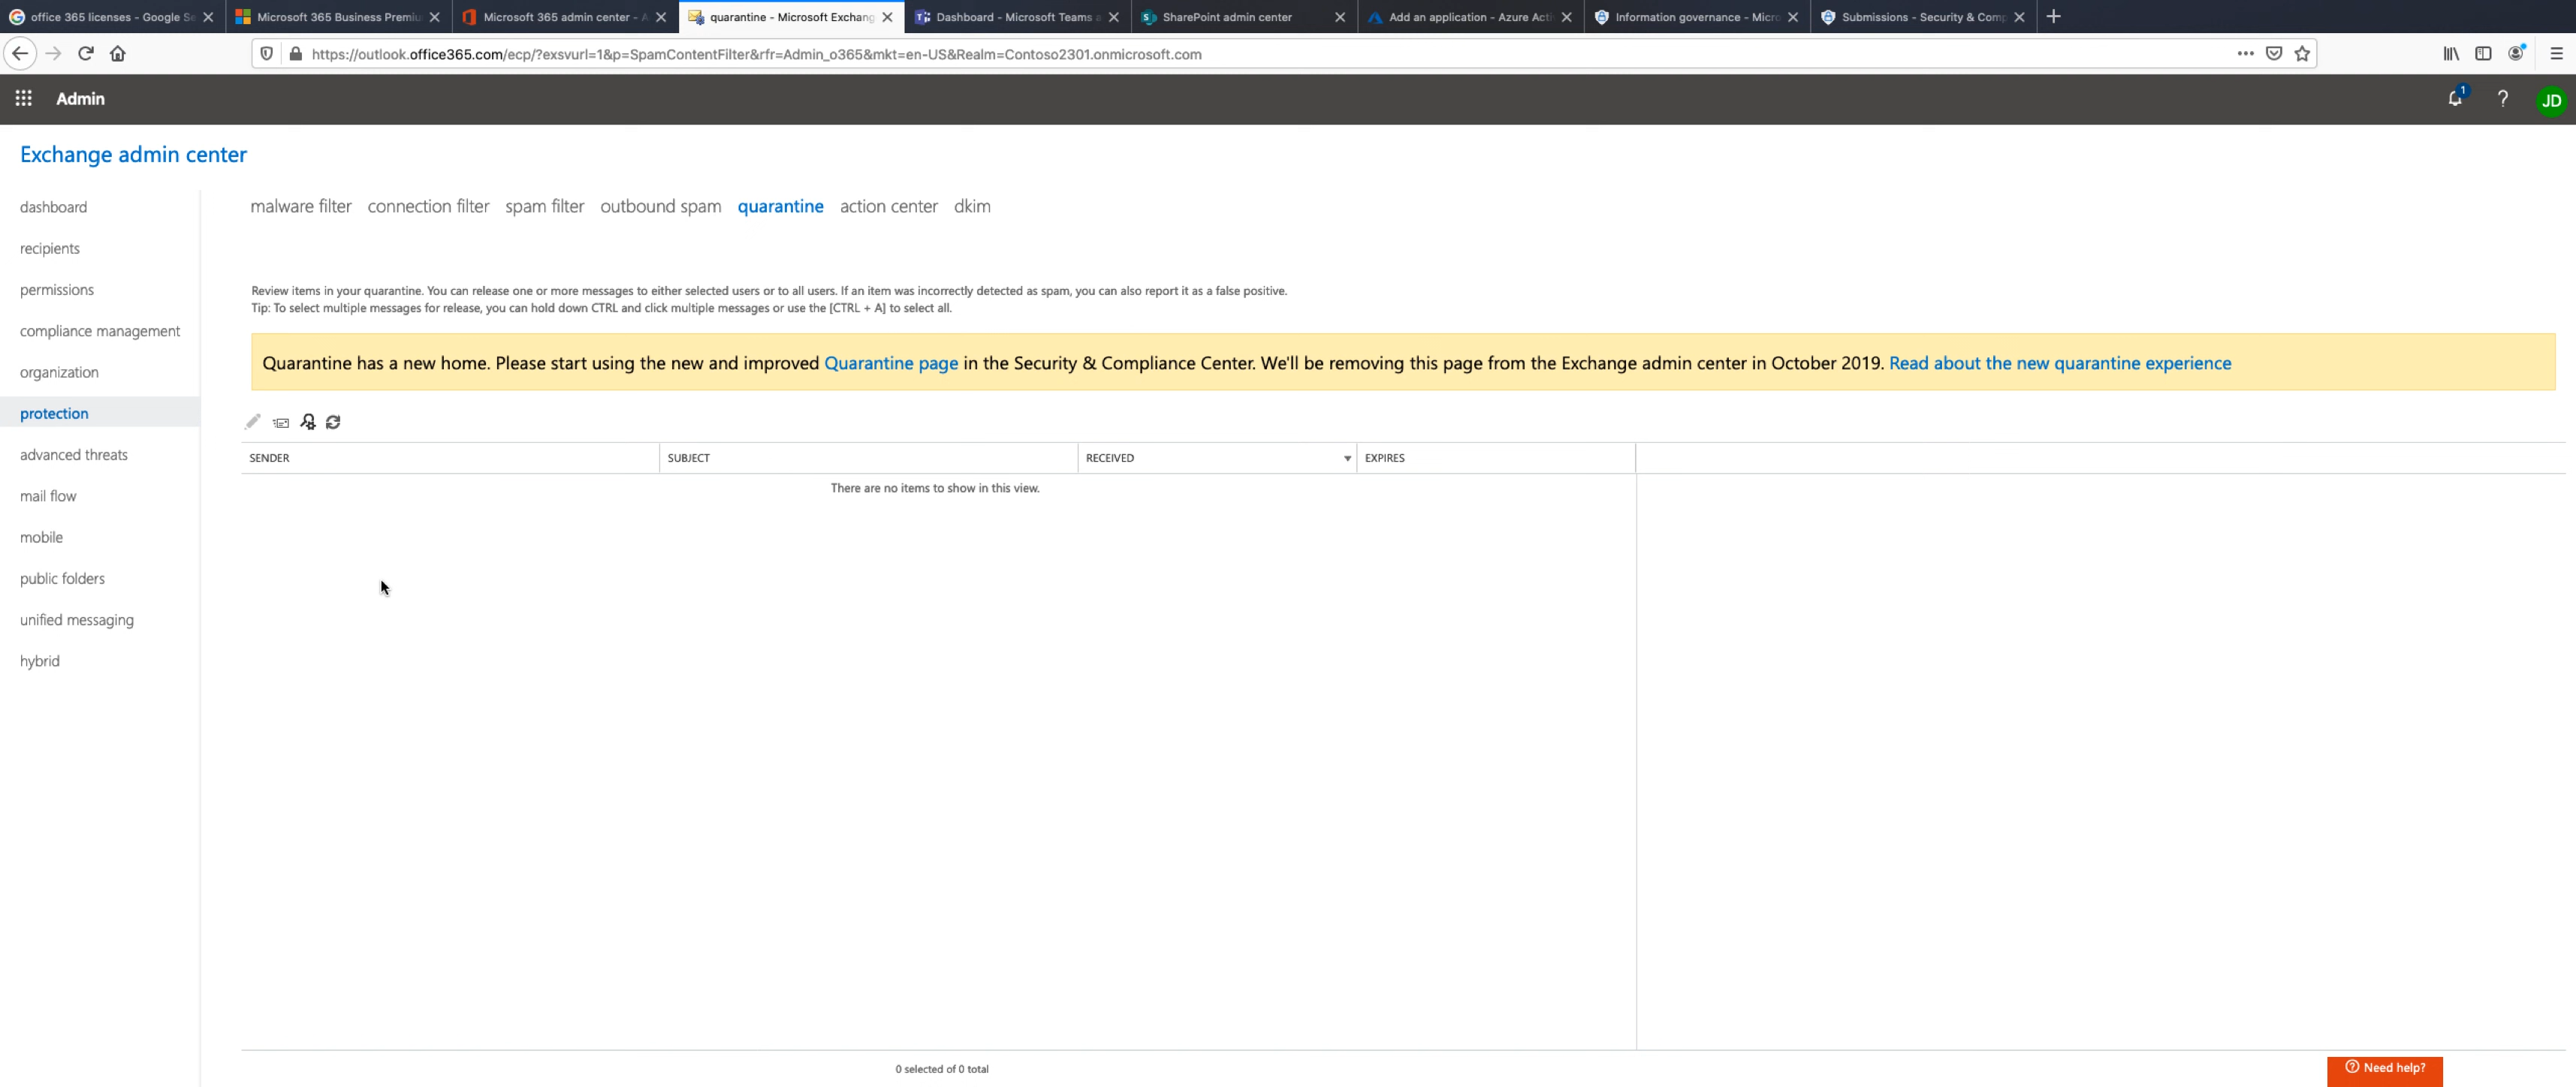 office 365 licenses - Google Se
Microsoft 365 Business Premiu
Microsoft 365 admin center - A
quarantine - Microsoft Exchang
Dashboard - Microsoft Teams a
SharePoint admin center
Add an application - Azure Acti
Information governance - Micro
Submissions - Security & Comp
https://outlook.office365.com/ecp/?exsvurl=1&p=SpamContentFilter&rfr=Admin_o365&mkt=en-US&Realm=Contoso2301.onmicrosoft.com
Admin
1
?
JD
Exchange admin center
dashboard
recipients
permissions
compliance management
organization
protection
advanced threats
mail flow
mobile
public folders
unified messaging
hybrid
malware filter connection filter spam filter outbound spam quarantine action center dkim
Review items in your quarantine. You can release one or more messages to either selected users or to all users. If an item was incorrectly detected as spam, you can also report it as a false positive.
Tip: To select multiple messages for release, you can hold down CTRL and click multiple messages or use the [CTRL + A] to select all.
Quarantine has a new home. Please start using the new and improved Quarantine page in the Security & Compliance Center. We'll be removing this page from the Exchange admin center in October 2019. Read about the new quarantine experience
SENDER SUBJECT RECEIVED EXPIRES
There are no items to show in this view.
0 selected of 0 total
Need help?